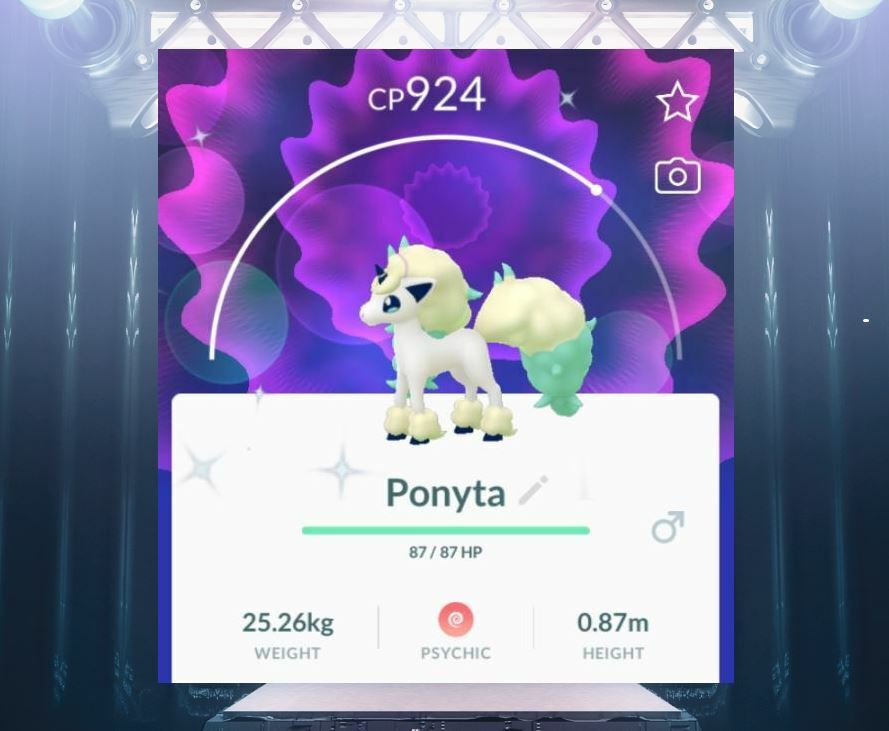 CP924
Ponyta
87 / 87 HP
25.26kg
WEIGHT
PSYCHIC
0.87m
HEIGHT